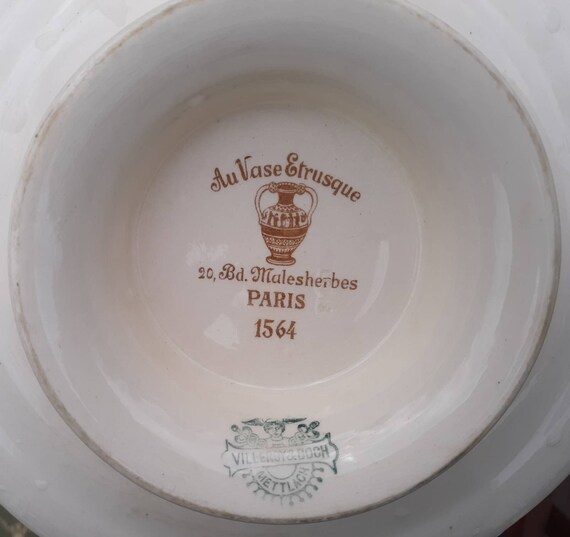 Au Vase Etrusque
20, Bd. Malesherbes
PARIS
1564
VILLEROY & BOCH
METTLACH